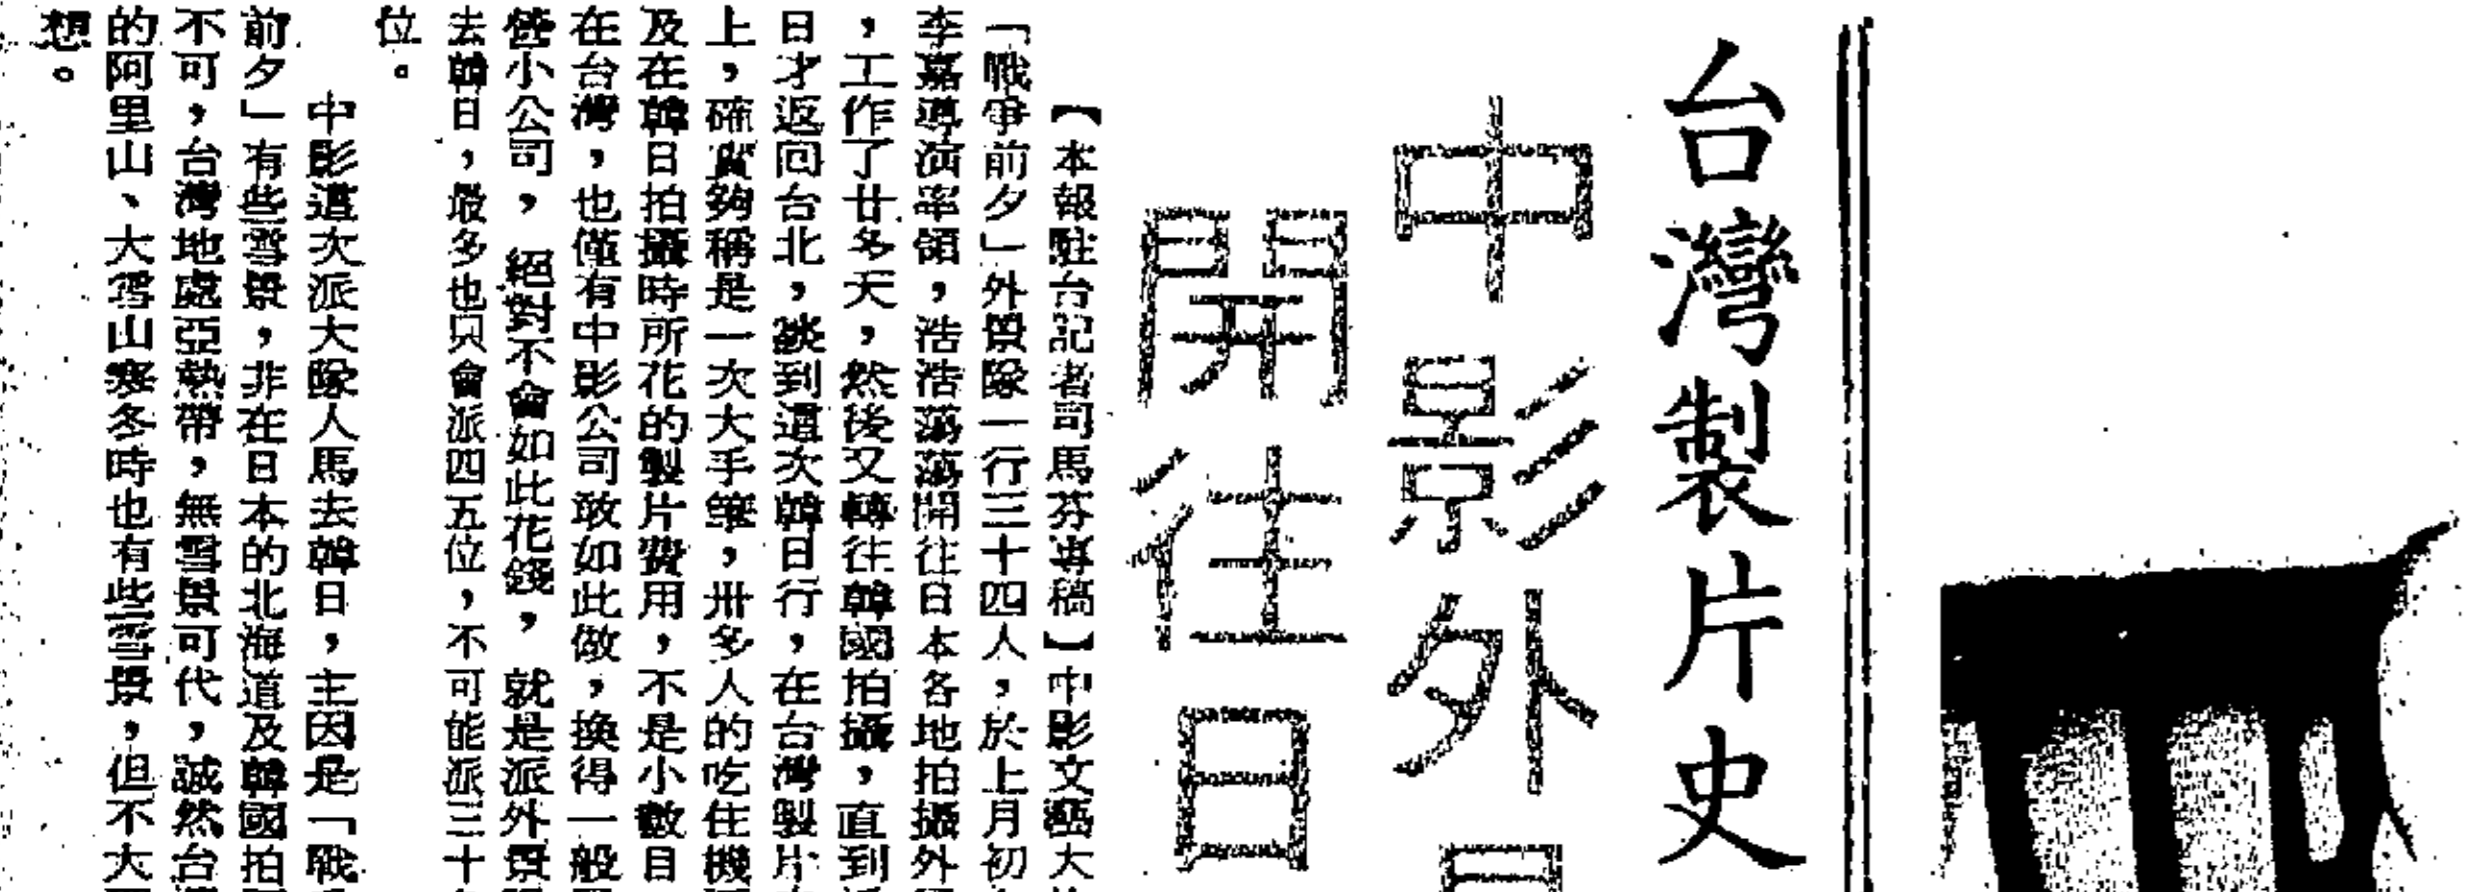 台灣製片史
中影外
開往日
【本報駐台記者司馬芬專稿】中影文藝大
「戰爭前夕」外景隊一行三十四人，於上月初
李嘉導演率領，浩浩蕩蕩開往日本各地拍攝外
，工作了廿多天，然後又轉往韓國拍攝，直到
日才返回台北，談到這次韓日行，在台灣製片
上，確實夠稱是一次大手筆，卅多人的吃住機
及在韓日拍攝時所花的製片費用，不是小數目
在台灣，也僅有中影公司敢如此做，換得一般
營小公司，絕對不會如此花錢，就是派外景
去韓日，最多也只會派四五位，不可能派三十
位。
中影這次派大隊人馬去韓日，主因是「戰
前夕」有些雪景，非在日本的北海道及韓國拍
不可，台灣地處亞熱帶，無雪景可代，誠然台
的阿里山、大雪山寒冬時也有些雪景，但不大
想。